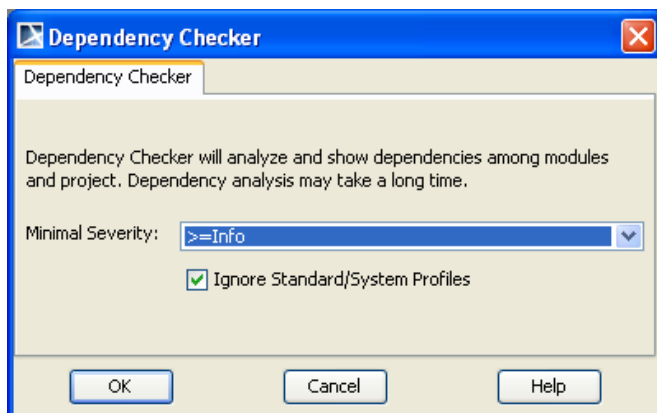 Dependency Checker
Dependency Checker
Dependency Checker will analyze and show dependencies among modules
and project. Dependency analysis may take a long time.
Minimal Severity: >=Info
Ignore Standard/System Profiles
OK Cancel Help